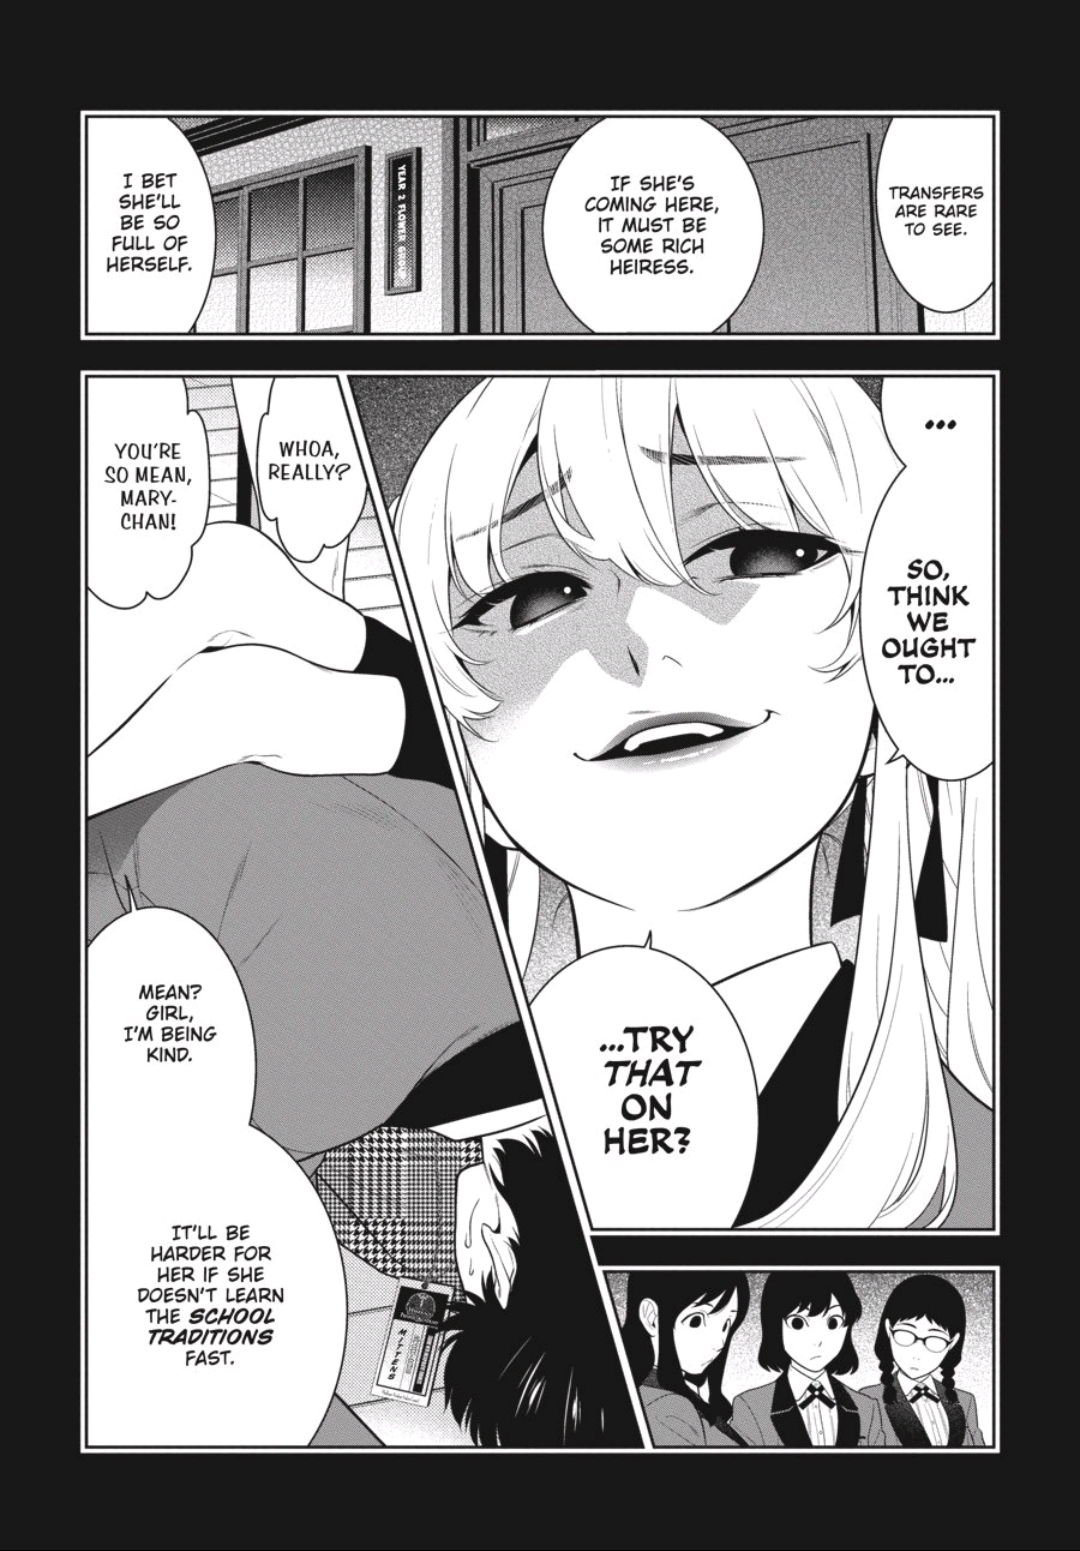 TRANSFERS
ARE RARE
TO SEE.
IF SHE'S
COMING HERE,
IT MUST BE
SOME RICH
HEIRESS.
YEAR 2 FLOWER
I BET
SHE'LL
BE SO
FULL OF
HERSELF.
...
SO,
THINK
WE
OUGHT
TO...
...TRY
THAT
ON
HER?
WHOA,
REALLY?
YOU'RE
SO MEAN,
MARY-
CHAN!
MEAN?
GIRL,
I'M BEING
KIND.
IT'LL BE
HARDER FOR
HER IF SHE
DOESN'T LEARN
THE SCHOOL
TRADITIONS
FAST.
MITTENS